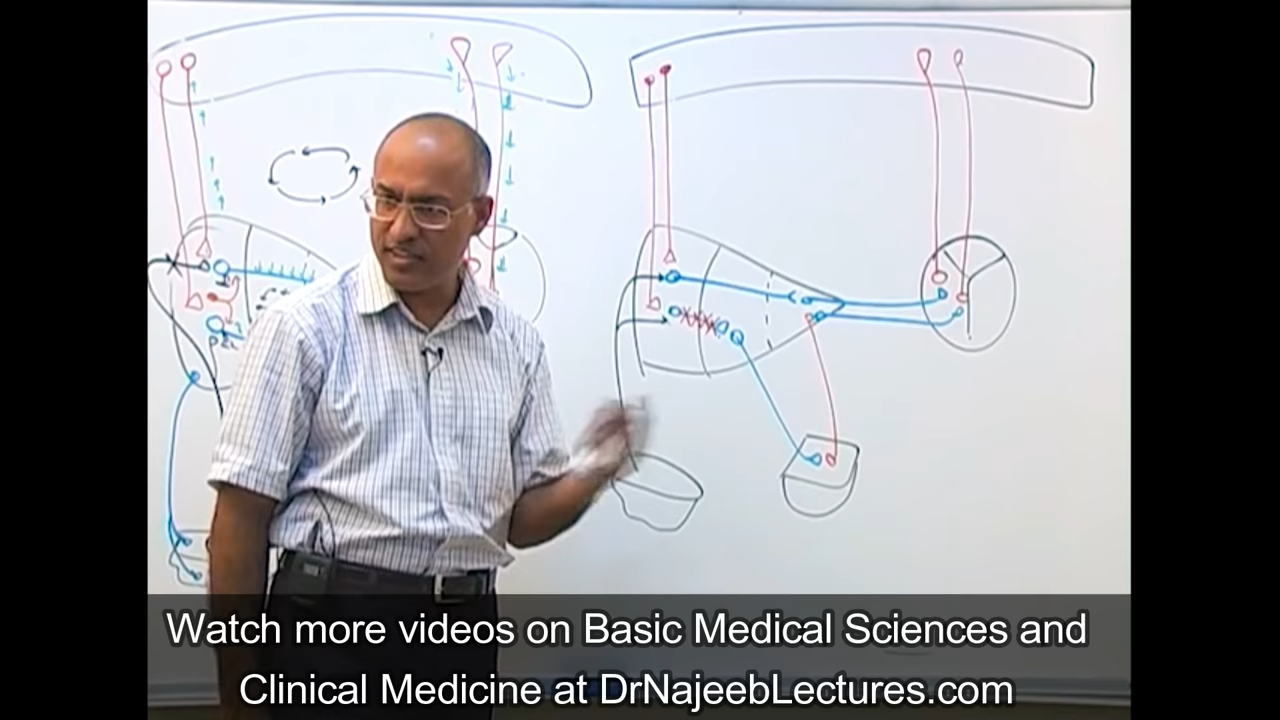 Watch more videos on Basic Medical Sciences and
Clinical Medicine at DrNajeebLectures.com